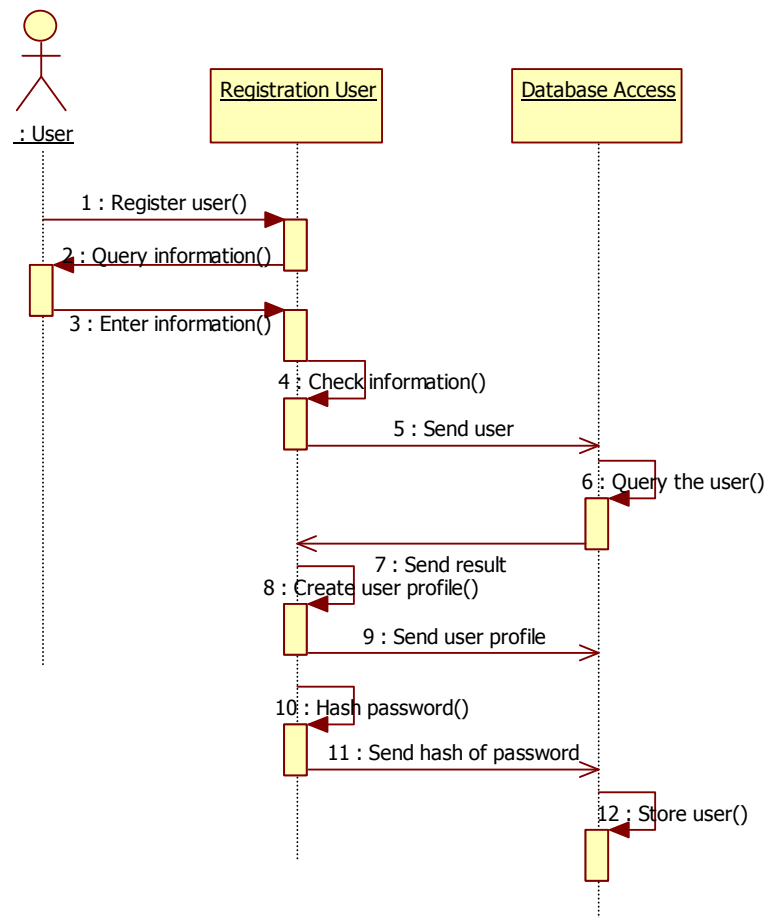 Registration User
Database Access
: User
1 : Register user()
2 : Query information()
3 : Enter information()
4 : Check information()
5 : Send user
6 : Query the user()
7 : Send result
8 : Create user profile()
9 : Send user profile
10 : Hash password()
11 : Send hash of password
12 : Store user()